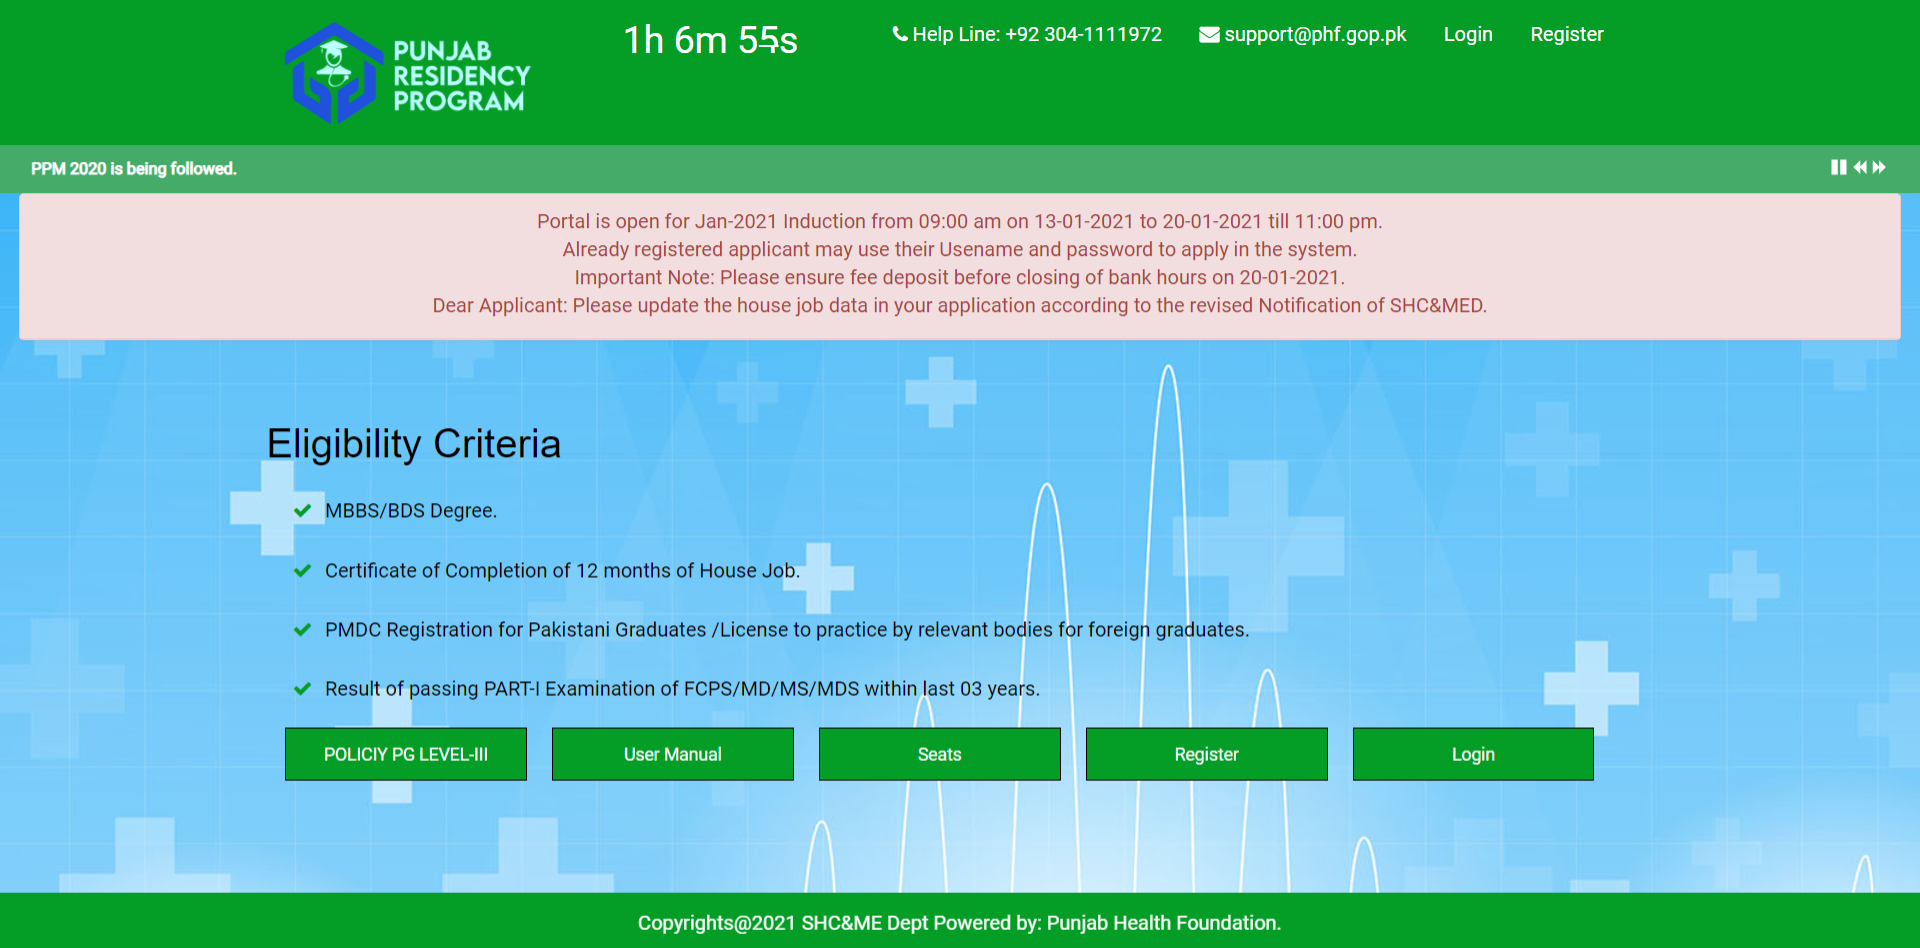 PUNJAB
RESIDENCY
PROGRAM
1h 6m 55s
Help Line: +92 304-1111972
support@phf.gop.pk
Login
Register
PPM 2020 is being followed.
Portal is open for Jan-2021 Induction from 09:00 am on 13-01-2021 to 20-01-2021 till 11:00 pm.
Already registered applicant may use their Usename and password to apply in the system.
Important Note: Please ensure fee deposit before closing of bank hours on 20-01-2021.
Dear Applicant: Please update the house job data in your application according to the revised Notification of SHC&MED.
Eligibility Criteria
MBBS/BDS Degree.
Certificate of Completion of 12 months of House Job.
PMDC Registration for Pakistani Graduates /License to practice by relevant bodies for foreign graduates.
Result of passing PART-I Examination of FCPS/MD/MS/MDS within last 03 years.
POLICIY PG LEVEL-III
User Manual
Seats
Register
Login
Copyrights@2021 SHC&ME Dept Powered by: Punjab Health Foundation.